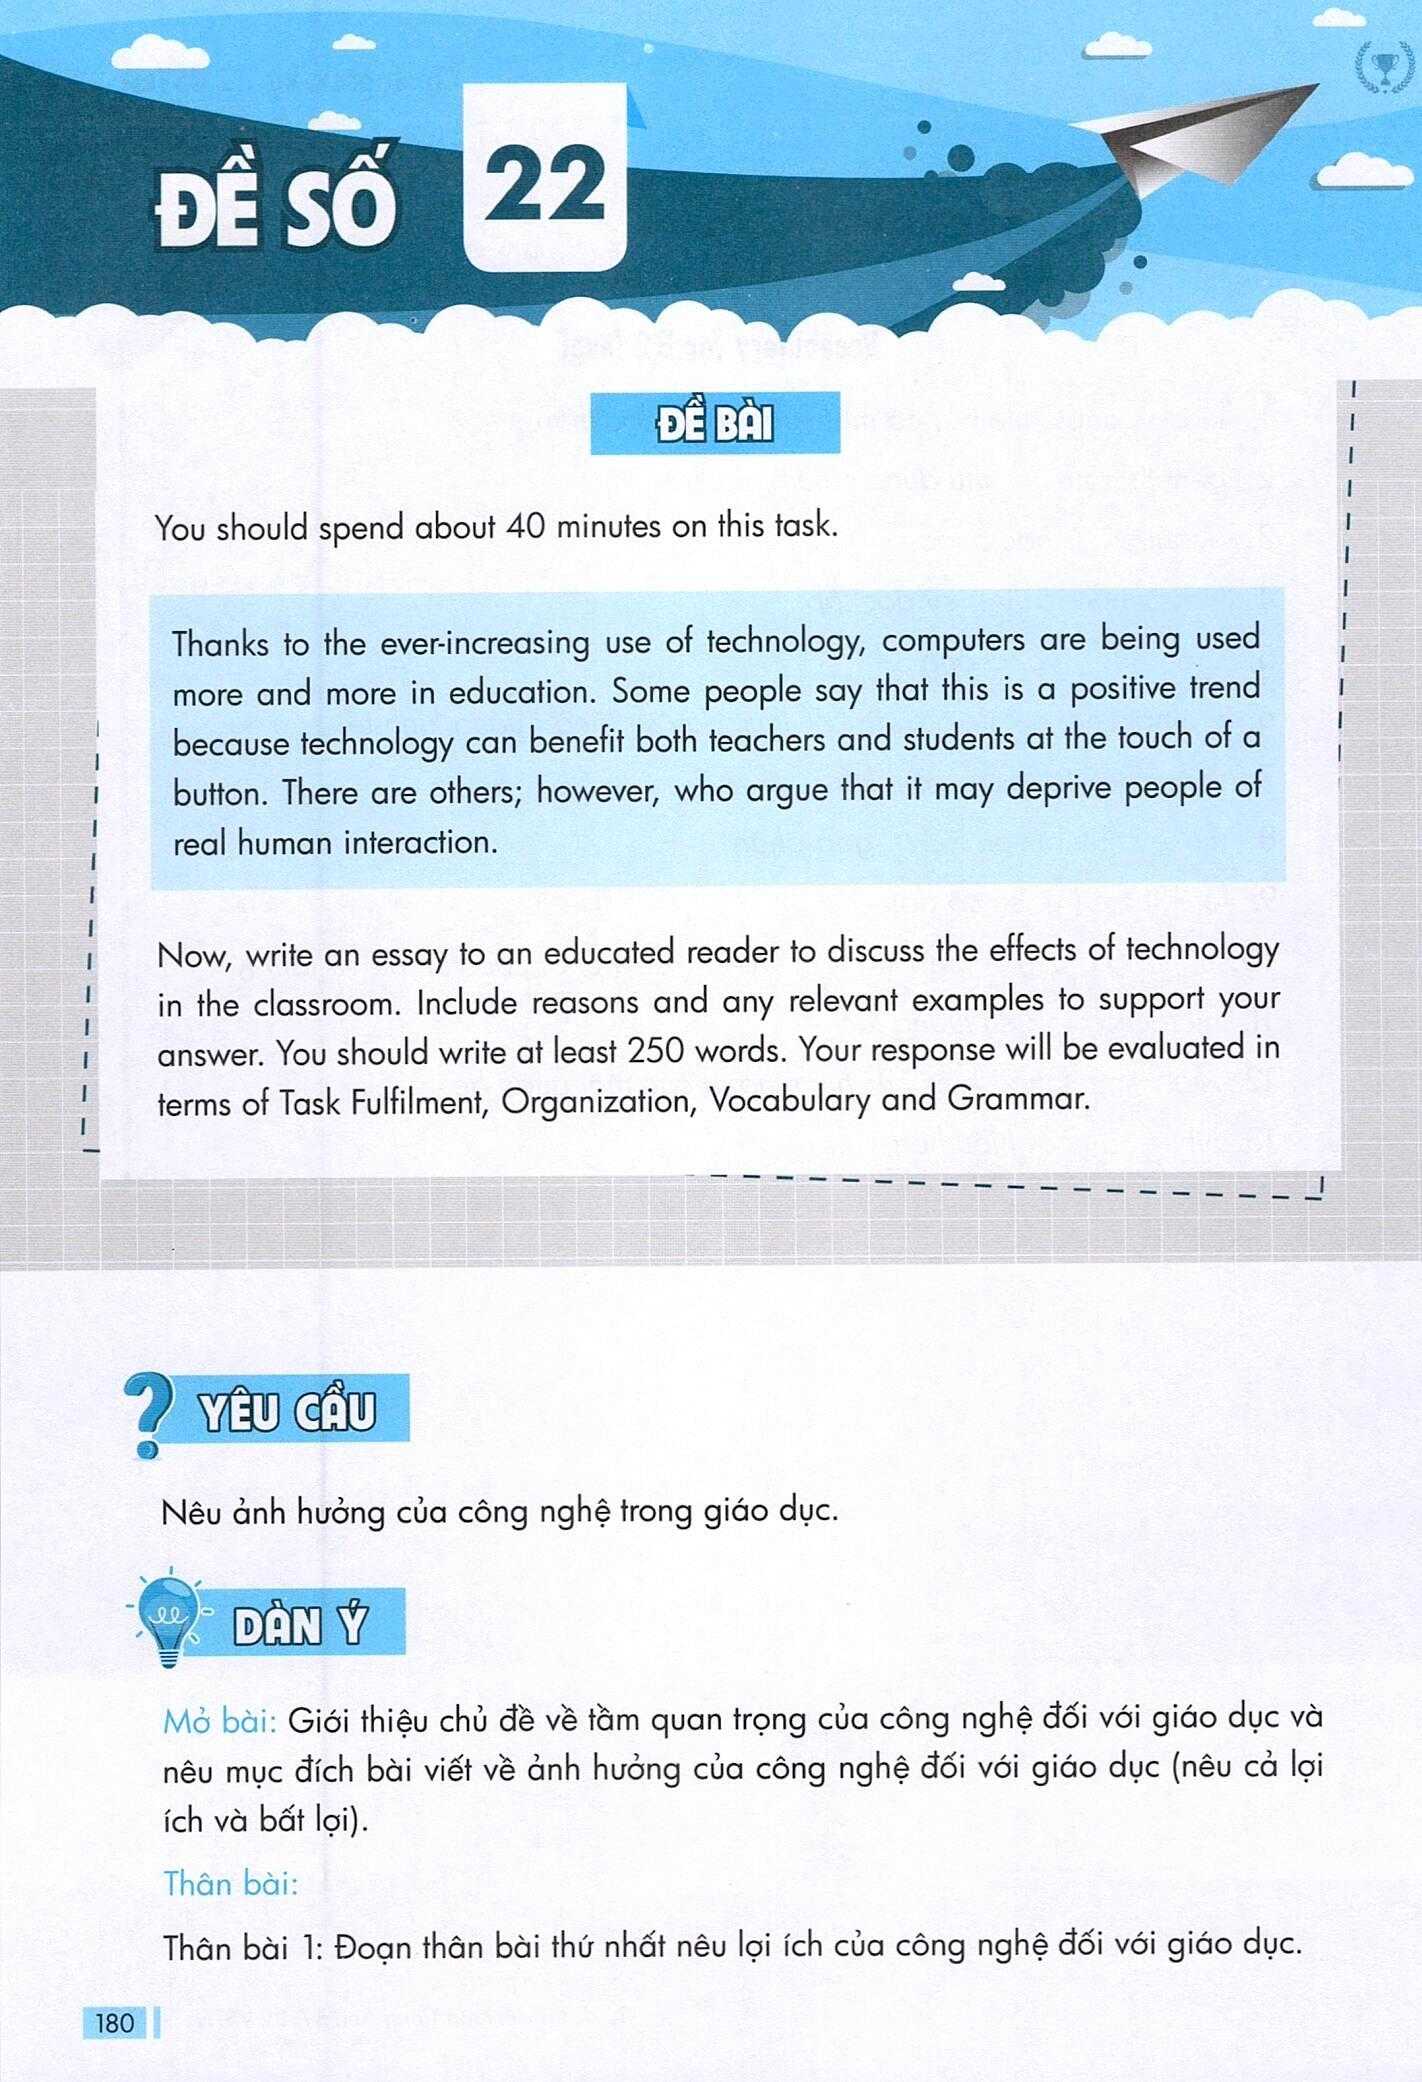 ĐỀ SỐ 22
ĐỀ BÀI
You should spend about 40 minutes on this task.
Thanks to the ever-increasing use of technology, computers are being used
more and more in education. Some people say that this is a positive trend
because technology can benefit both teachers and students at the touch of a
button. There are others; however, who argue that it may deprive people of
real human interaction.
Now, write an essay to an educated reader to discuss the effects of technology
in the classroom. Include reasons and any relevant examples to support your
answer. You should write at least 250 words. Your response will be evaluated in
terms of Task Fulfilment, Organization, Vocabulary and Grammar.
YÊU CẦU
Nêu ảnh hưởng của công nghệ trong giáo dục.
DÀN Ý
Mở bài: Giới thiệu chủ đề về tầm quan trọng của công nghệ đối với giáo dục và
nêu mục đích bài viết về ảnh hưởng của công nghệ đối với giáo dục (nêu cả lợi
ích và bất lợi).
Thân bài:
Thân bài 1: Đoạn thân bài thứ nhất nêu lợi ích của công nghệ đối với giáo dục.
180